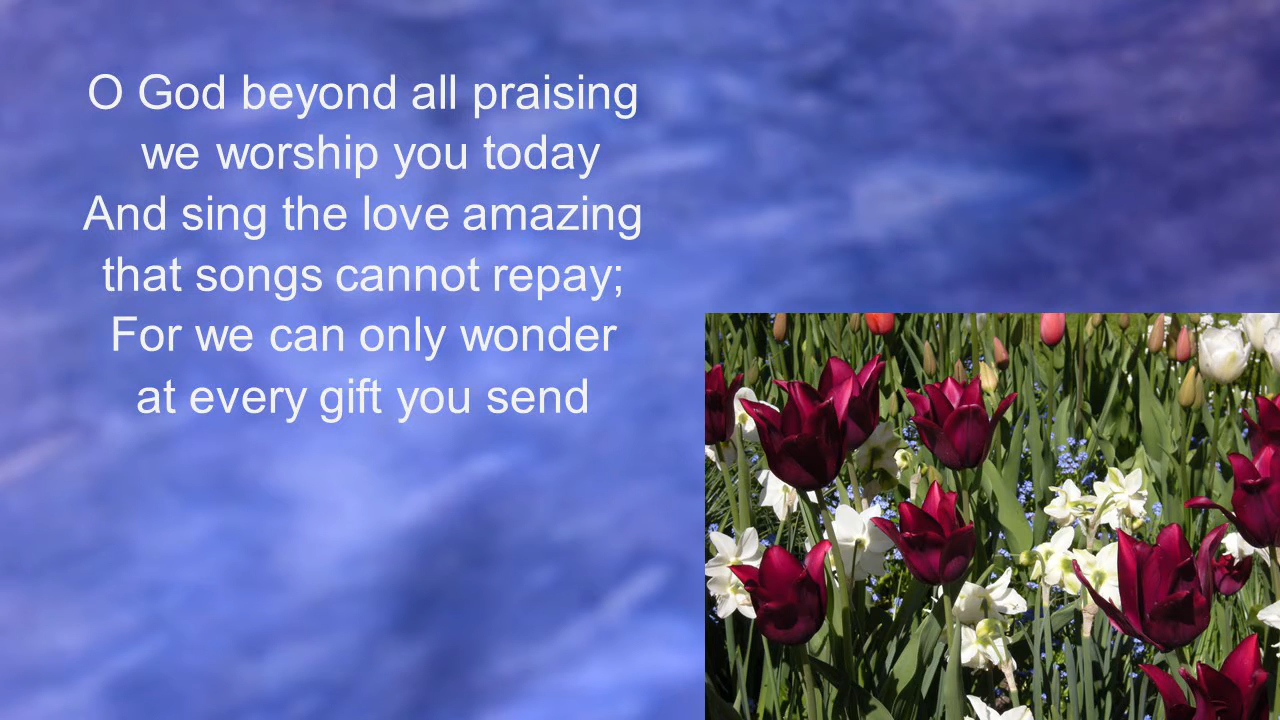 O God beyond all praising
we worship you today
And sing the love amazing
that songs cannot repay;
For we can only wonder
at every gift you send